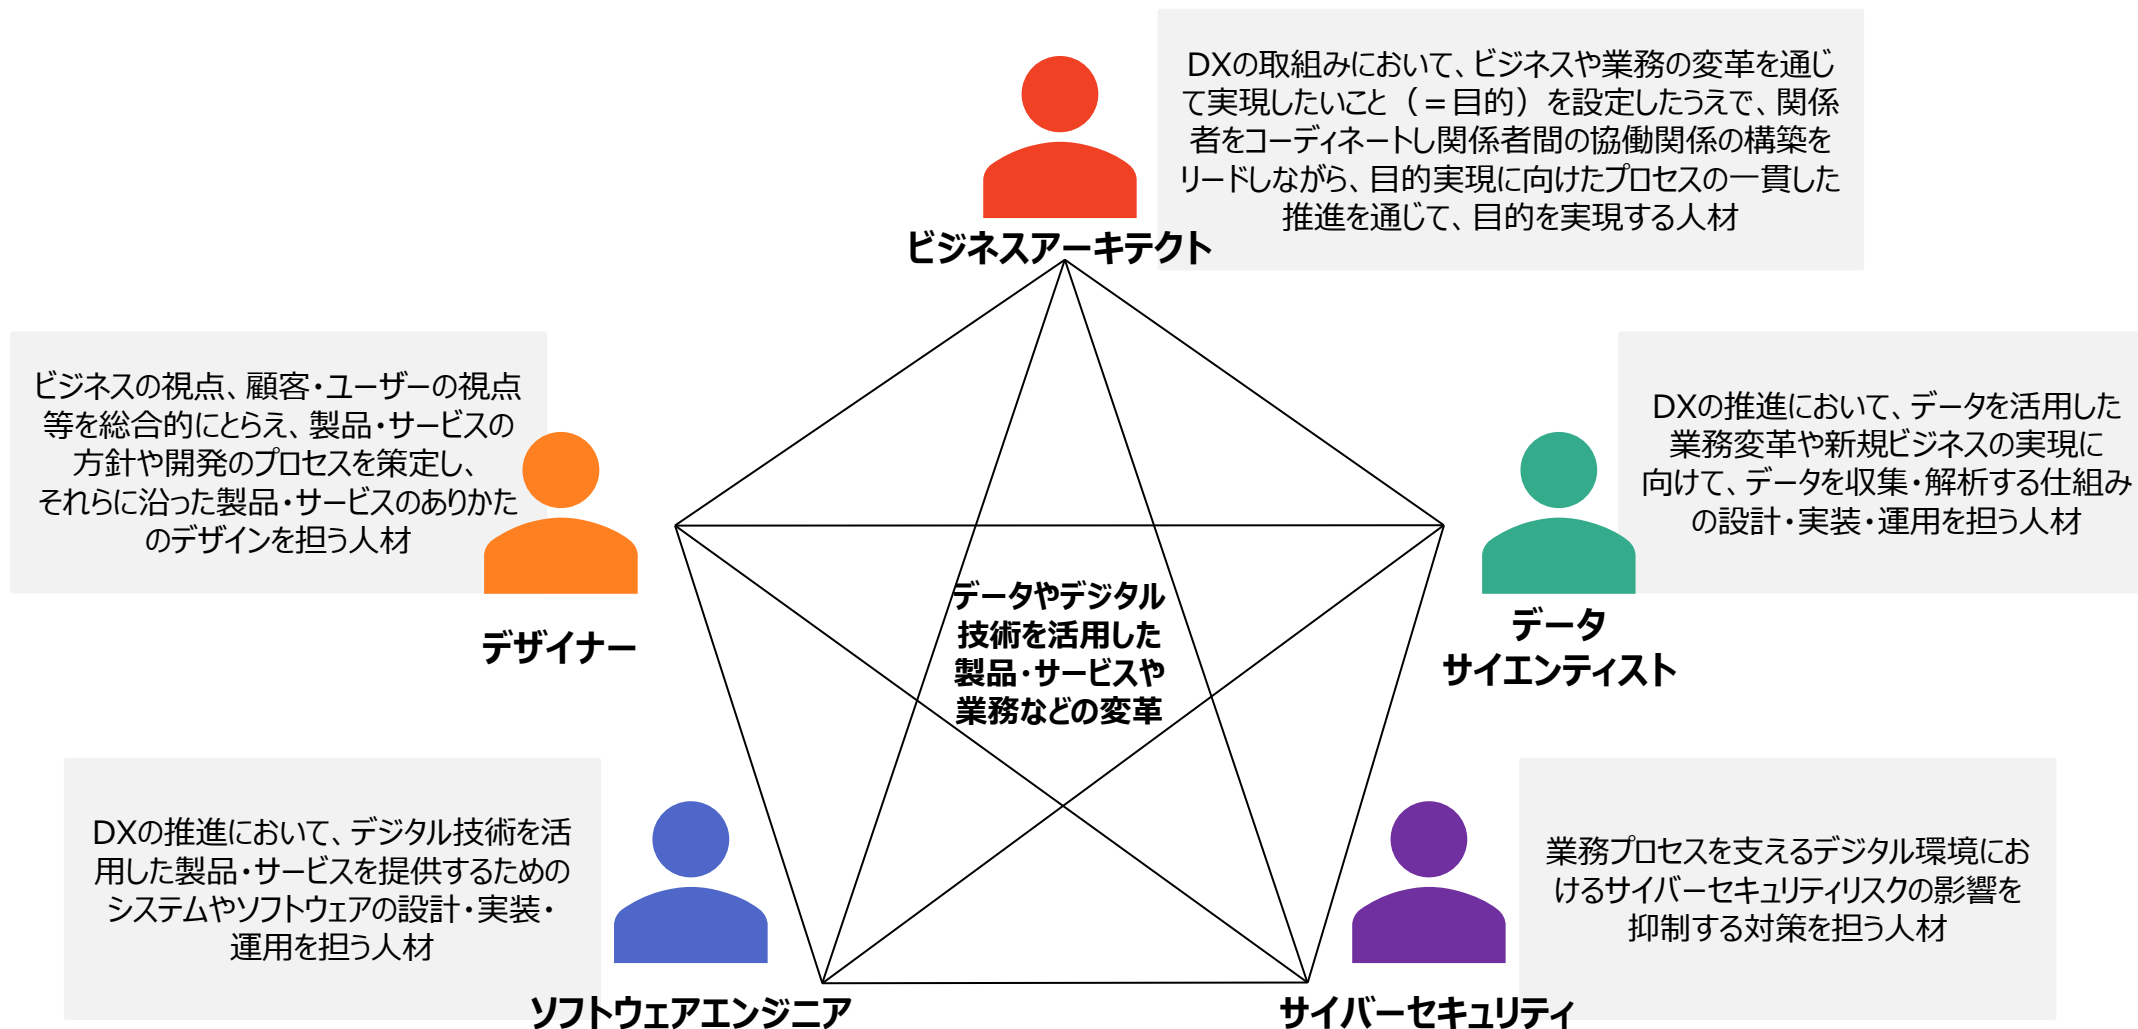 DXの取組みにおいて、ビジネスや業務の変革を通じ
て実現したいこと（＝目的）を設定したうえで、関係
者をコーディネートし関係者間の協働関係の構築を
リードしながら、目的実現に向けたプロセスの一貫した
推進を通じて、目的を実現する人材
ビジネスアーキテクト
ビジネスの視点、顧客・ユーザーの視点
等を総合的にとらえ、製品・サービスの
方針や開発のプロセスを策定し、
それらに沿った製品・サービスのありかた
のデザインを担う人材
デザイナー
DXの推進において、データを活用した
業務変革や新規ビジネスの実現に
向けて、データを収集・解析する仕組み
の設計・実装・運用を担う人材
データ
サイエンティスト
データやデジタル
技術を活用した
製品・サービスや
業務などの変革
DXの推進において、デジタル技術を活
用した製品・サービスを提供するための
システムやソフトウェアの設計・実装・
運用を担う人材
ソフトウェアエンジニア
業務プロセスを支えるデジタル環境にお
けるサイバーセキュリティリスクの影響を
抑制する対策を担う人材
サイバーセキュリティ